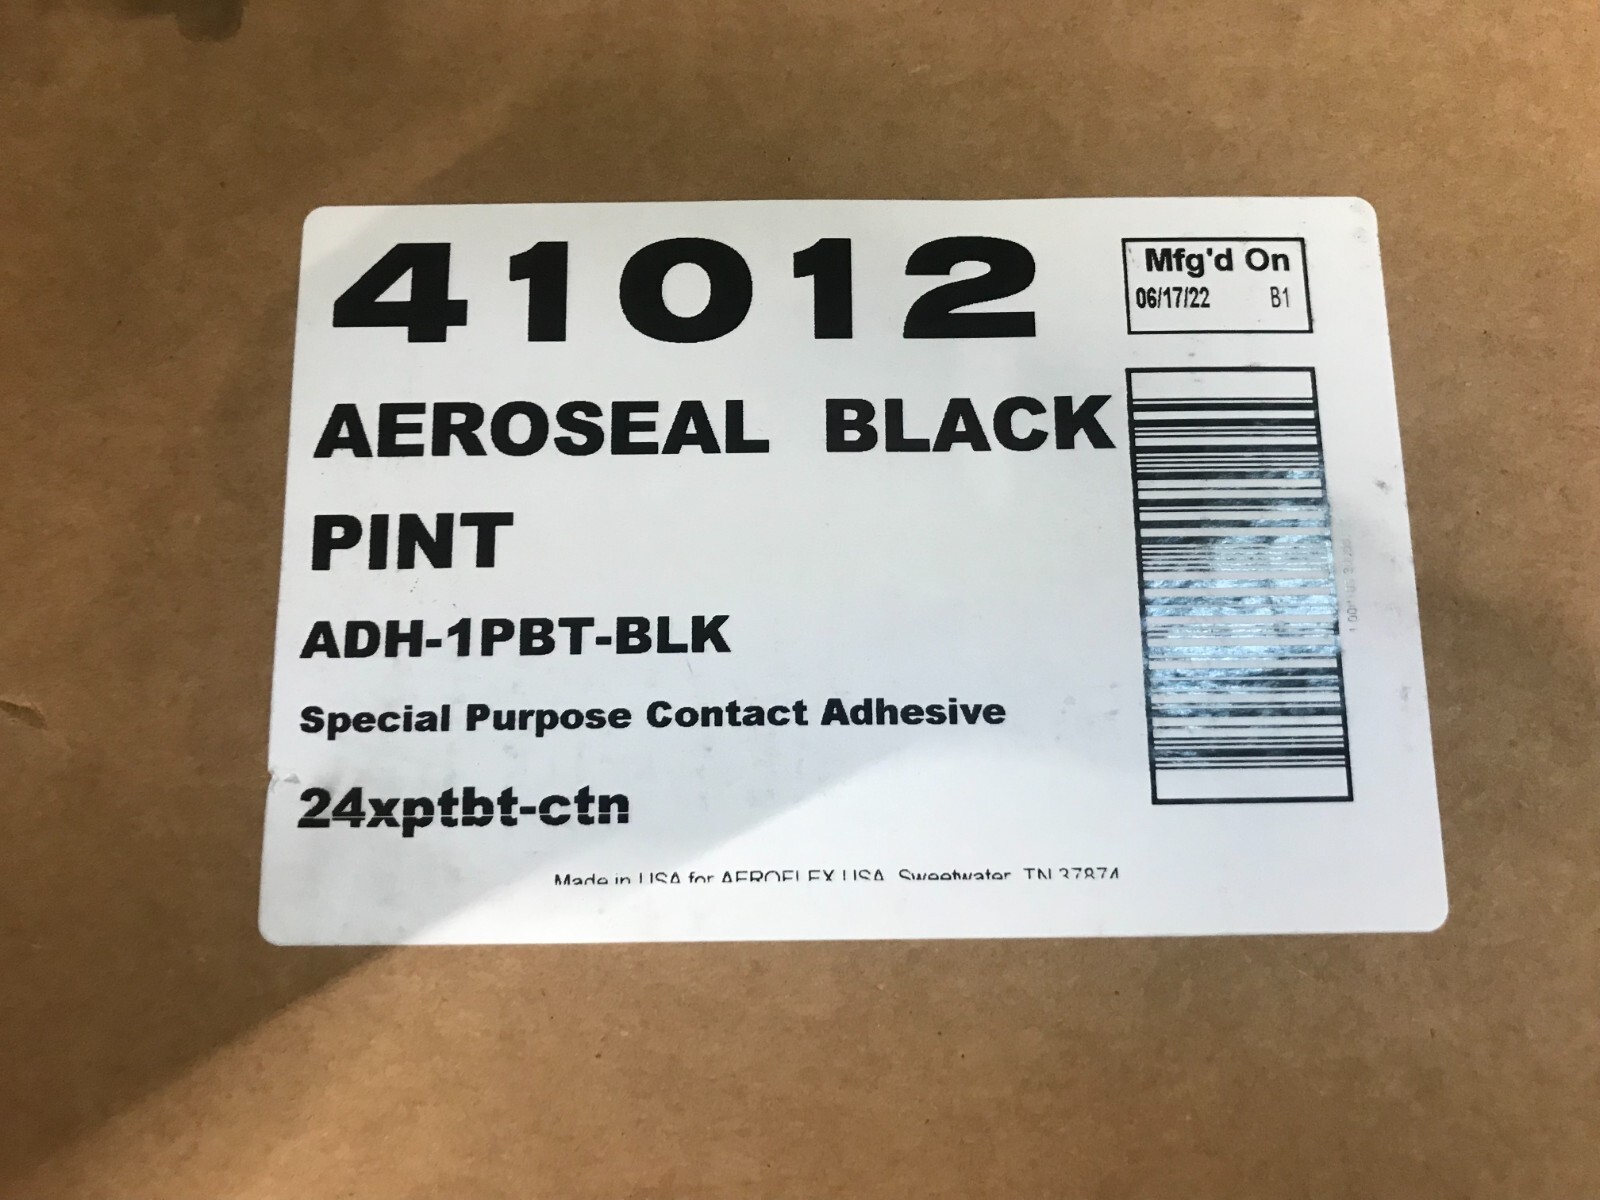 41012
Mfg'd On
06/17/22 B1
AEROSEAL BLACK
PINT
ADH-1PBT-BLK
Special Purpose Contact Adhesive
24xptbt-ctn
Made in USA for AEROFLEX USA Sweetwater TN 37874